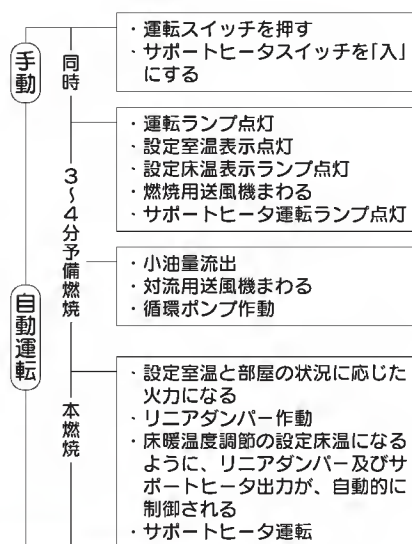 手動
同時
・運転スイッチを押す
・サポートヒータスイッチを「入」
にする
3〜4分予備燃焼
・運転ランプ点灯
・設定室温表示点灯
・設定床温表示ランプ点灯
・燃焼用送風機まわる
・サポートヒータ運転ランプ点灯
・小油量流出
・対流用送風機まわる
・循環ポンプ作動
自動運転
本燃焼
・設定室温と部屋の状況に応じた
火力になる
・リニアダンパー作動
・床暖温度調節の設定床温になる
ように、リニアダンパー及びサ
ポートヒータ出力が、自動的に
制御される
・サポートヒータ運転